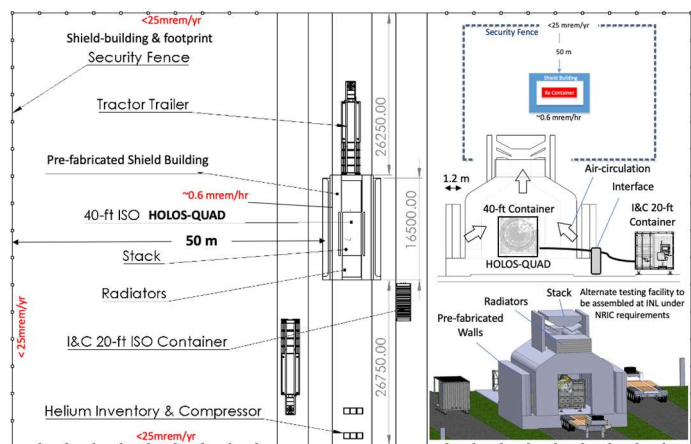 <25mrem/yr
Shield-building & footprint
Security Fence
Tractor Trailer
Pre-fabricated Shield Building
~0.6 mrem/hr
40-ft ISO HOLOS-QUAD
50 m
Stack
Radiators
<25mrem/yr
I&C 20-ft ISO Container
Helium Inventory & Compressor
<25mrem/yr
26250.00
16500.00
26750.00
<25 mrem/yr
Security Fence
50 m
Shield Building
Rx Container
~0.6 mrem/hr
Air-circulation
1.2 m
Interface
40-ft Container
I&C 20-ft
Container
HOLOS-QUAD
Stack
Alternate testing facility to
be assembled at INL under
NRIC requirements
Radiators
Pre-fabricated
Walls